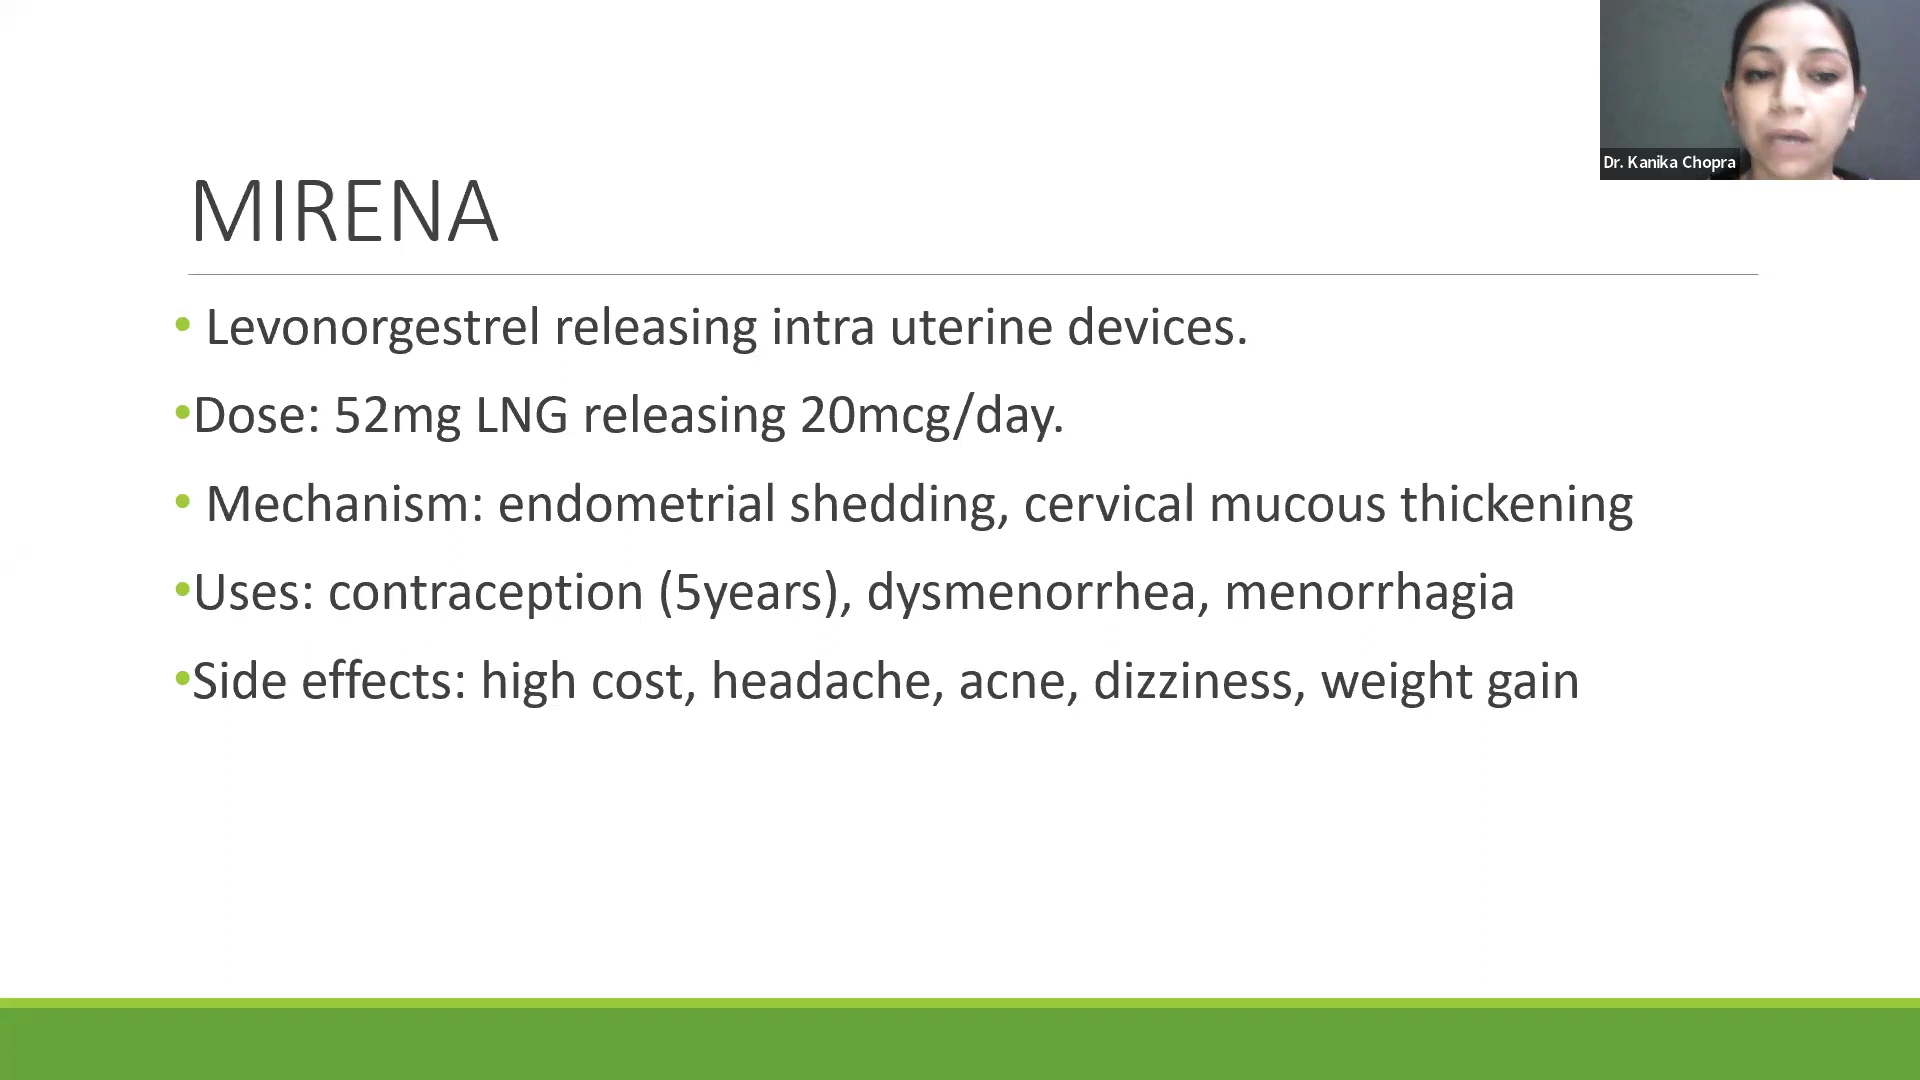 Dr. Kanika Chopra
MIRENA
• Levonorgestrel releasing intra uterine devices.
•Dose: 52mg LNG releasing 20mcg/day.
• Mechanism: endometrial shedding, cervical mucous thickening
•Uses: contraception (5years), dysmenorrhea, menorrhagia
•Side effects: high cost, headache, acne, dizziness, weight gain